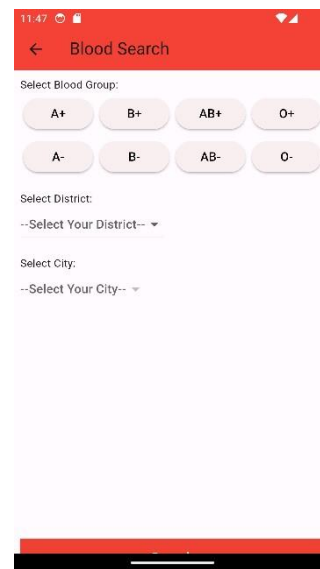 11:47
Blood Search
Select Blood Group:
A+ B+ AB+ O+
A- B- AB- O-
Select District:
--Select Your District--
Select City:
--Select Your City--